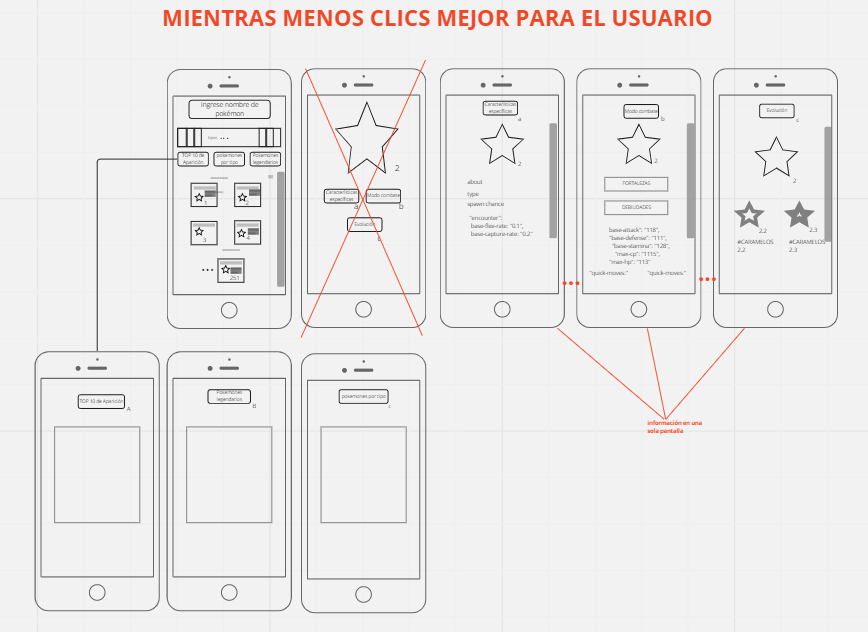 MIENTRAS MENOS CLICS MEJOR PARA EL USUARIO
ingrese nombre de
pokémon
...
TOP 10 de
Aparición
pokemones
por tipo
Pokemones
legendarios
1
2
3
4
...
251
2
Características
específicas
a
Modo combate
b
Evolución
c
Características
específicas
a
2
about
type
spawn chance
"encounter":
base-flee-rate: "0.1",
base-capture-rate: "0.2"
Modo combate
b
2
FORTALEZAS
DEBILIDADES
base-attack": "118",
"base-defense": "111",
"base-stamina": "128",
"max-cp": "1115",
"max-hp": "113"
"quick-moves:"
"quick-moves:"
Evolución
c
2
2.2
2.3
#CARAMELOS
2.2
#CARAMELOS
2.3
información en una
sola pantalla
TOP 10 de Aparición
A
Pokemones
legendarios
B
pokemones por tipo
c